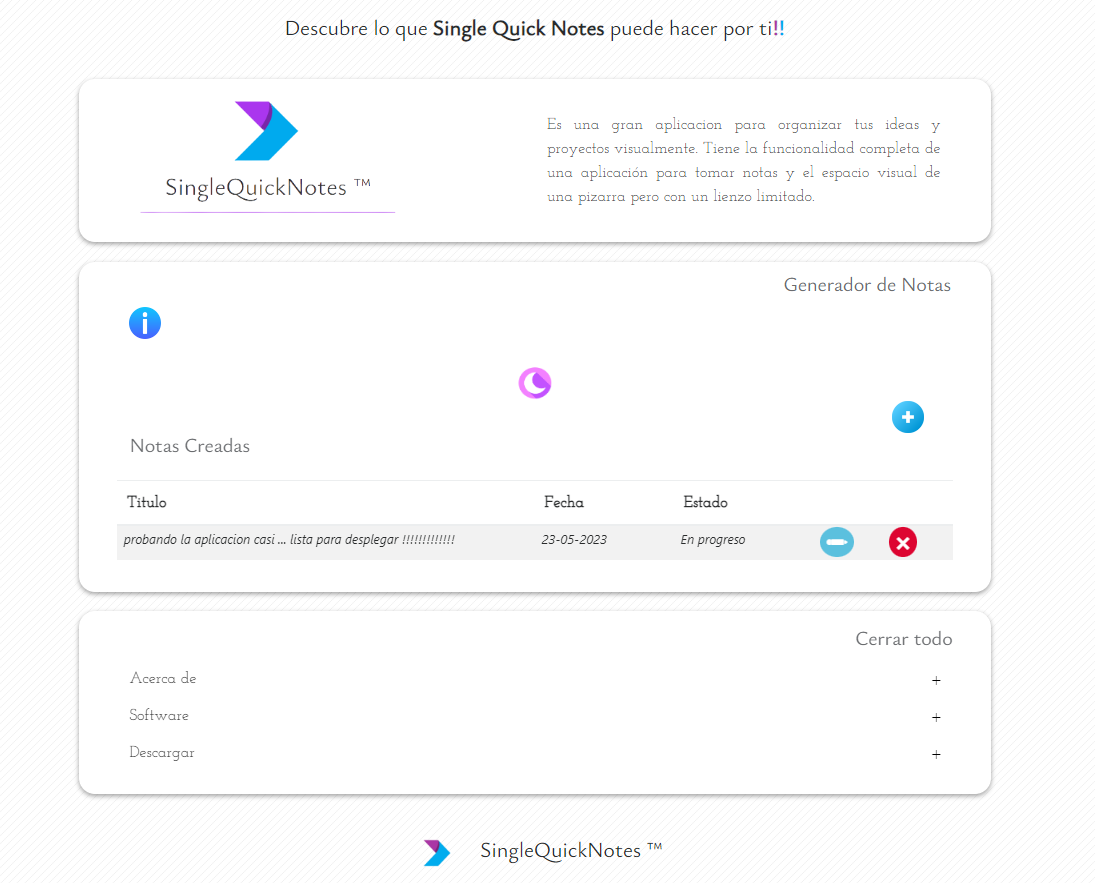 Descubre lo que Single Quick Notes puede hacer por ti!!
SingleQuickNotes ™
Es una gran aplicacion para organizar tus ideas y
proyectos visualmente. Tiene la funcionalidad completa de
una aplicación para tomar notas y el espacio visual de
una pizarra pero con un lienzo limitado.
Generador de Notas
Notas Creadas
Titulo Fecha Estado
probando la aplicacion casi ... lista para desplegar !!!!!!!!!!!!! 23-05-2023 En progreso
Cerrar todo
Acerca de +
Software +
Descargar +
SingleQuickNotes ™